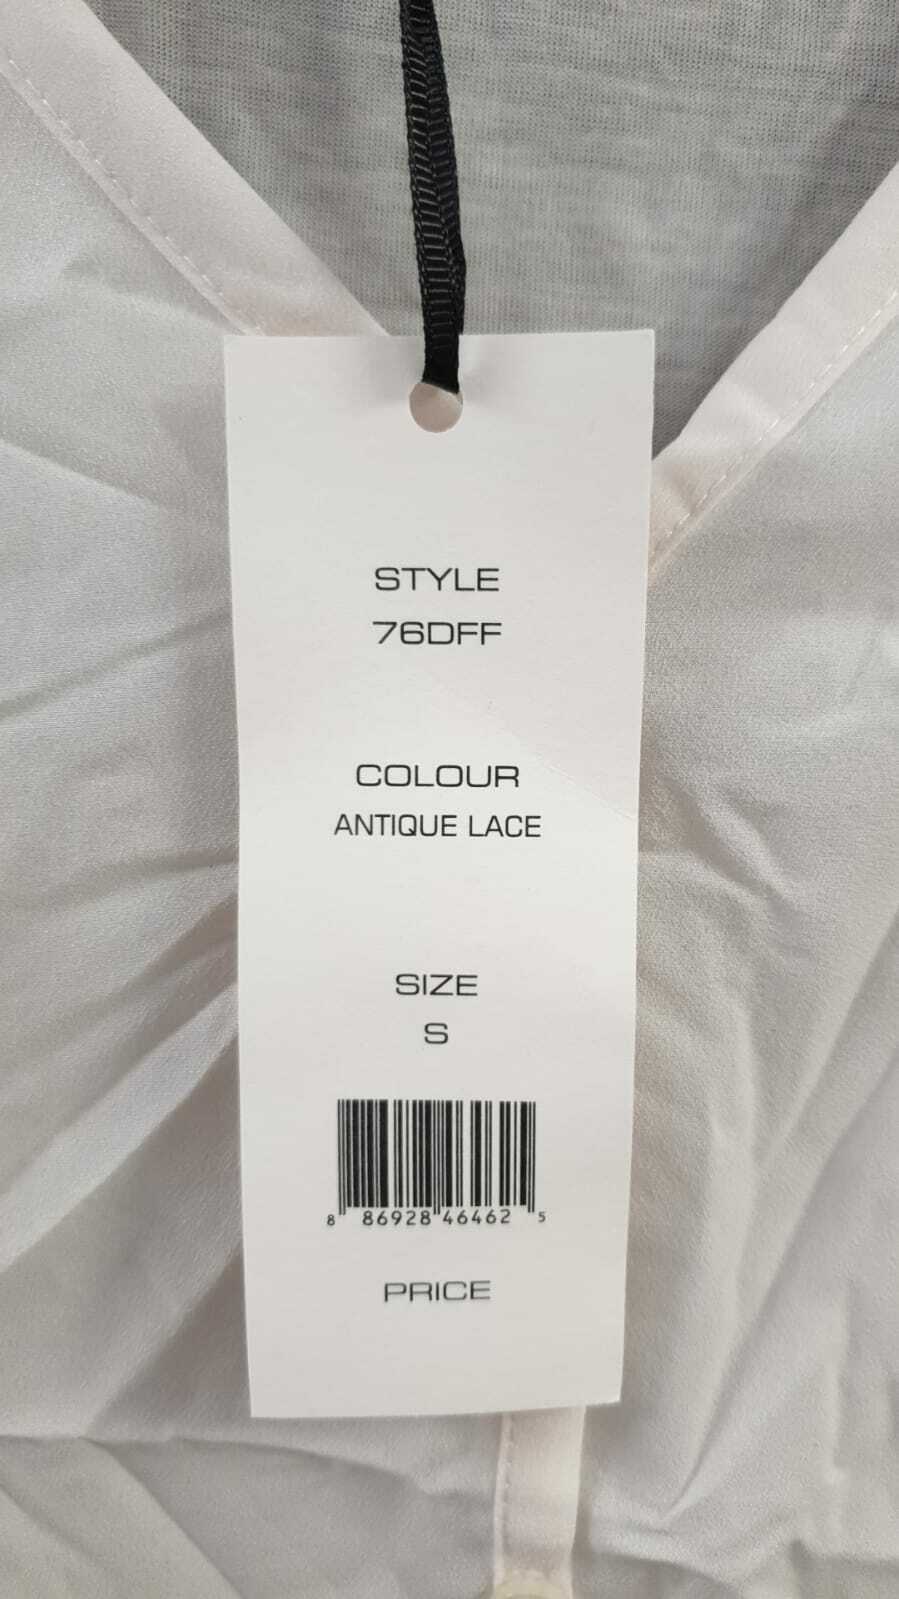 STYLE
76DFF
COLOUR
ANTIQUE LACE
SIZE
S
8 86928 46462 5
PRICE